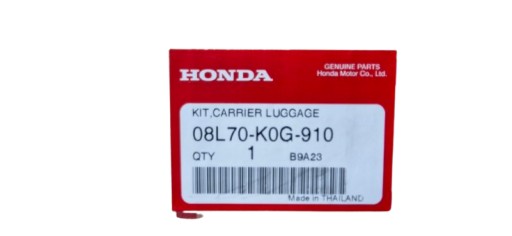 HONDA
GENUINE PARTS
Honda Motor Co., Ltd.
KIT,CARRIER LUGGAGE
08L70-K0G-910
QTY 1 B9A23
Made in THAILAND